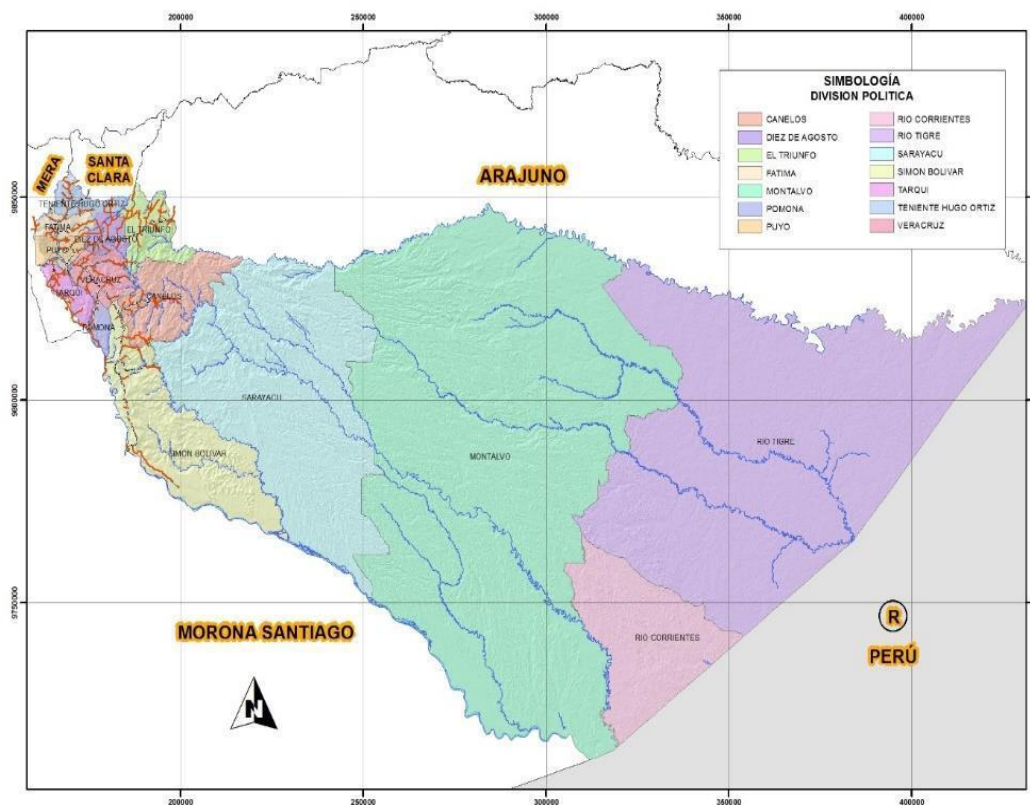 200000 250000 300000 350000 400000
SIMBOLOGÍA
DIVISION POLITICA
CANELOS
DIEZ DE AGOSTO
EL TRIUNFO
FATIMA
MONTALVO
POMONA
PUYO
RIO CORRIENTES
RIO TIGRE
SARAYACU
SIMON BOLIVAR
TARQUI
TENIENTE HUGO ORTIZ
VERACRUZ
MERA
SANTA
CLARA
ARAJUNO
9850000 9850000
TENIENTE HUGO ORTIZ
FATIMA
EL TRIUNFO
DIEZ DE AGOSTO
PUYO
VERACRUZ
TARQUI
CANELOS
POMONA
9800000 9800000
SARAYACU
RIO TIGRE
SIMON BOLIVAR
MONTALVO
9750000 9750000
MORONA SANTIAGO
RIO CORRIENTES
R
PERÚ
N
200000 250000 300000 350000 400000